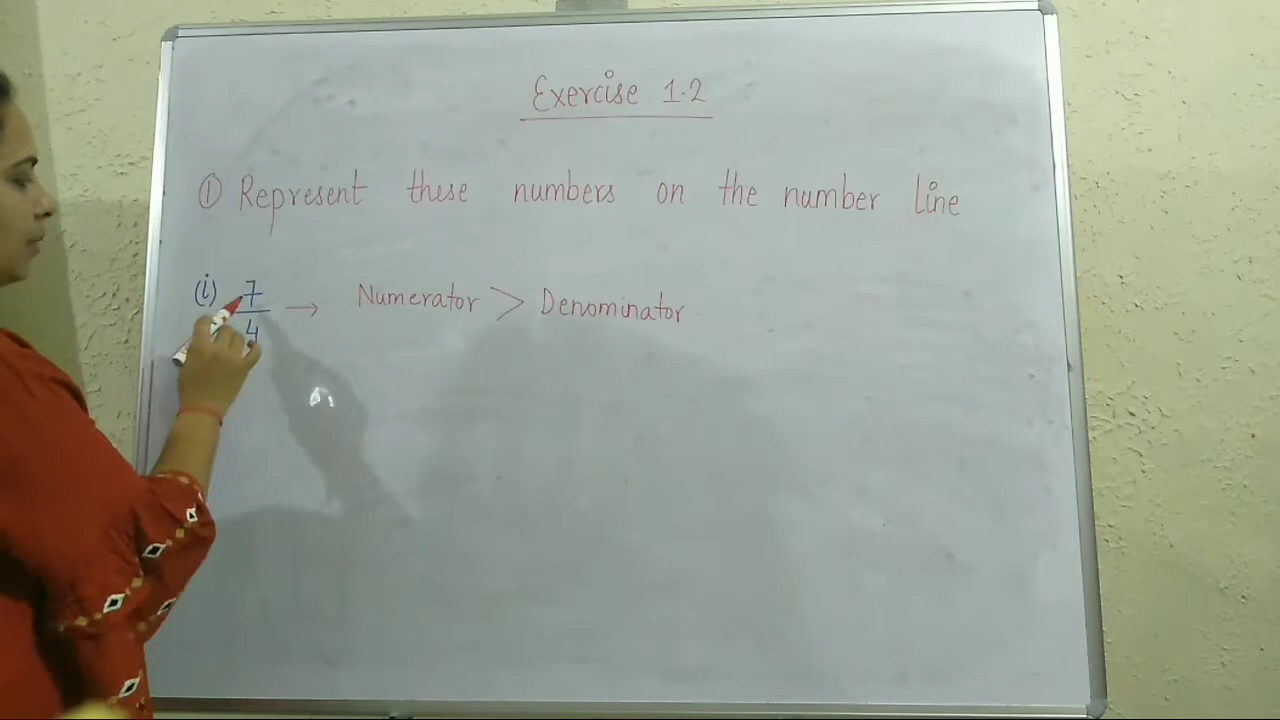 Exercise 1.2
① Represent these numbers on the number line
(i) 7/4 → Numerator > Denominator